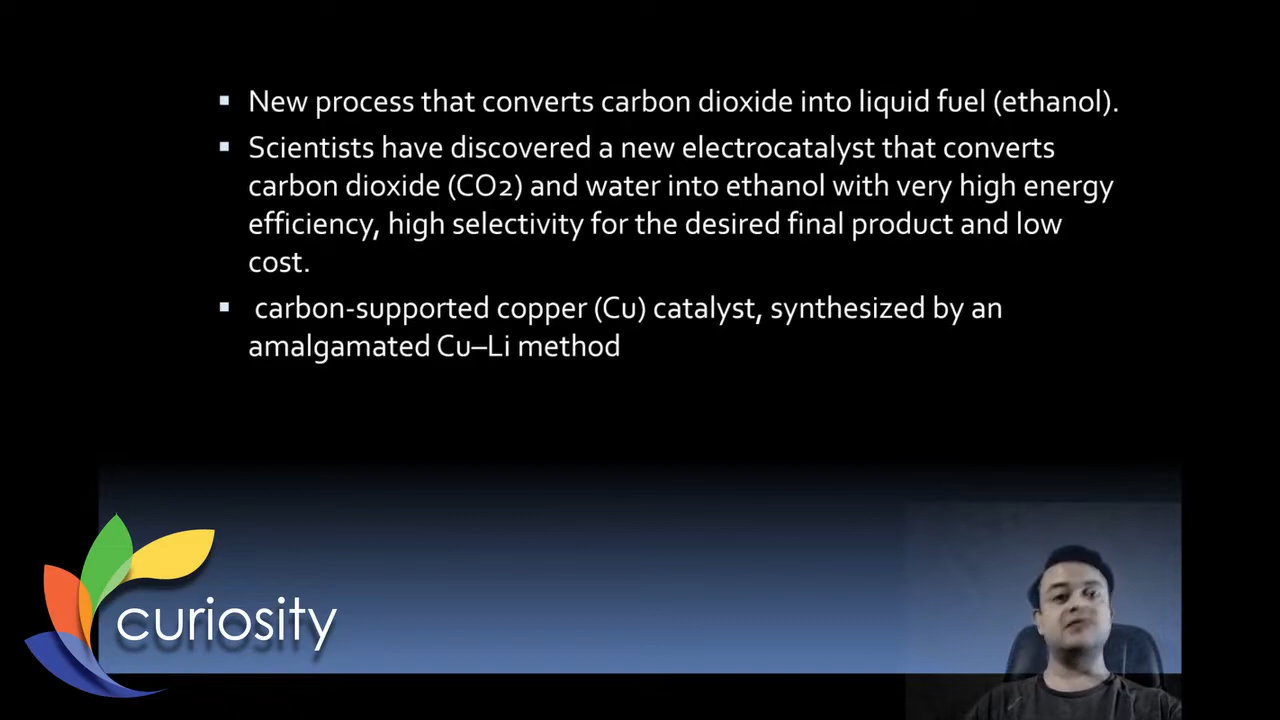 ▪ New process that converts carbon dioxide into liquid fuel (ethanol).
▪ Scientists have discovered a new electrocatalyst that converts
carbon dioxide (CO2) and water into ethanol with very high energy
efficiency, high selectivity for the desired final product and low
cost.
▪ carbon-supported copper (Cu) catalyst, synthesized by an
amalgamated Cu–Li method
curiosity